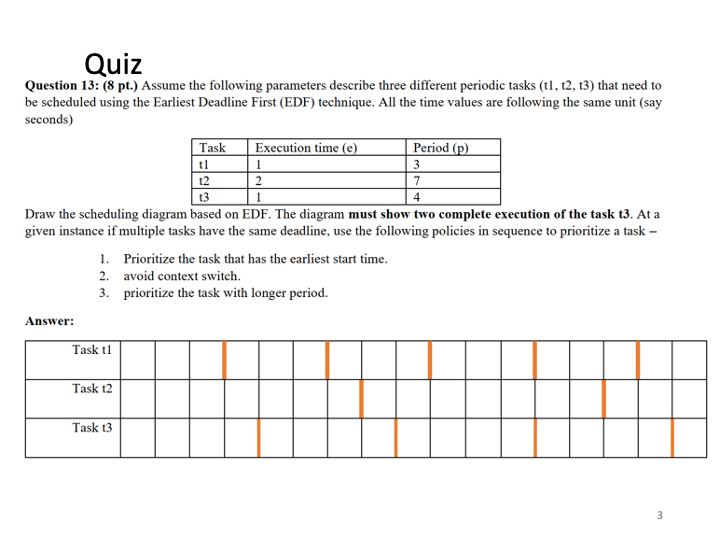 Quiz
Question 13: (8 pt.) Assume the following parameters describe three different periodic tasks (t1, t2, t3) that need to
be scheduled using the Earliest Deadline First (EDF) technique. All the time values are following the same unit (say
seconds)
Task Execution time (e) Period (p)
t1 1 3
t2 2 7
t3 1 4
Draw the scheduling diagram based on EDF. The diagram must show two complete execution of the task t3. At a
given instance if multiple tasks have the same deadline, use the following policies in sequence to prioritize a task –
1. Prioritize the task that has the earliest start time.
2. avoid context switch.
3. prioritize the task with longer period.
Answer:
Task t1
Task t2
Task t3
3